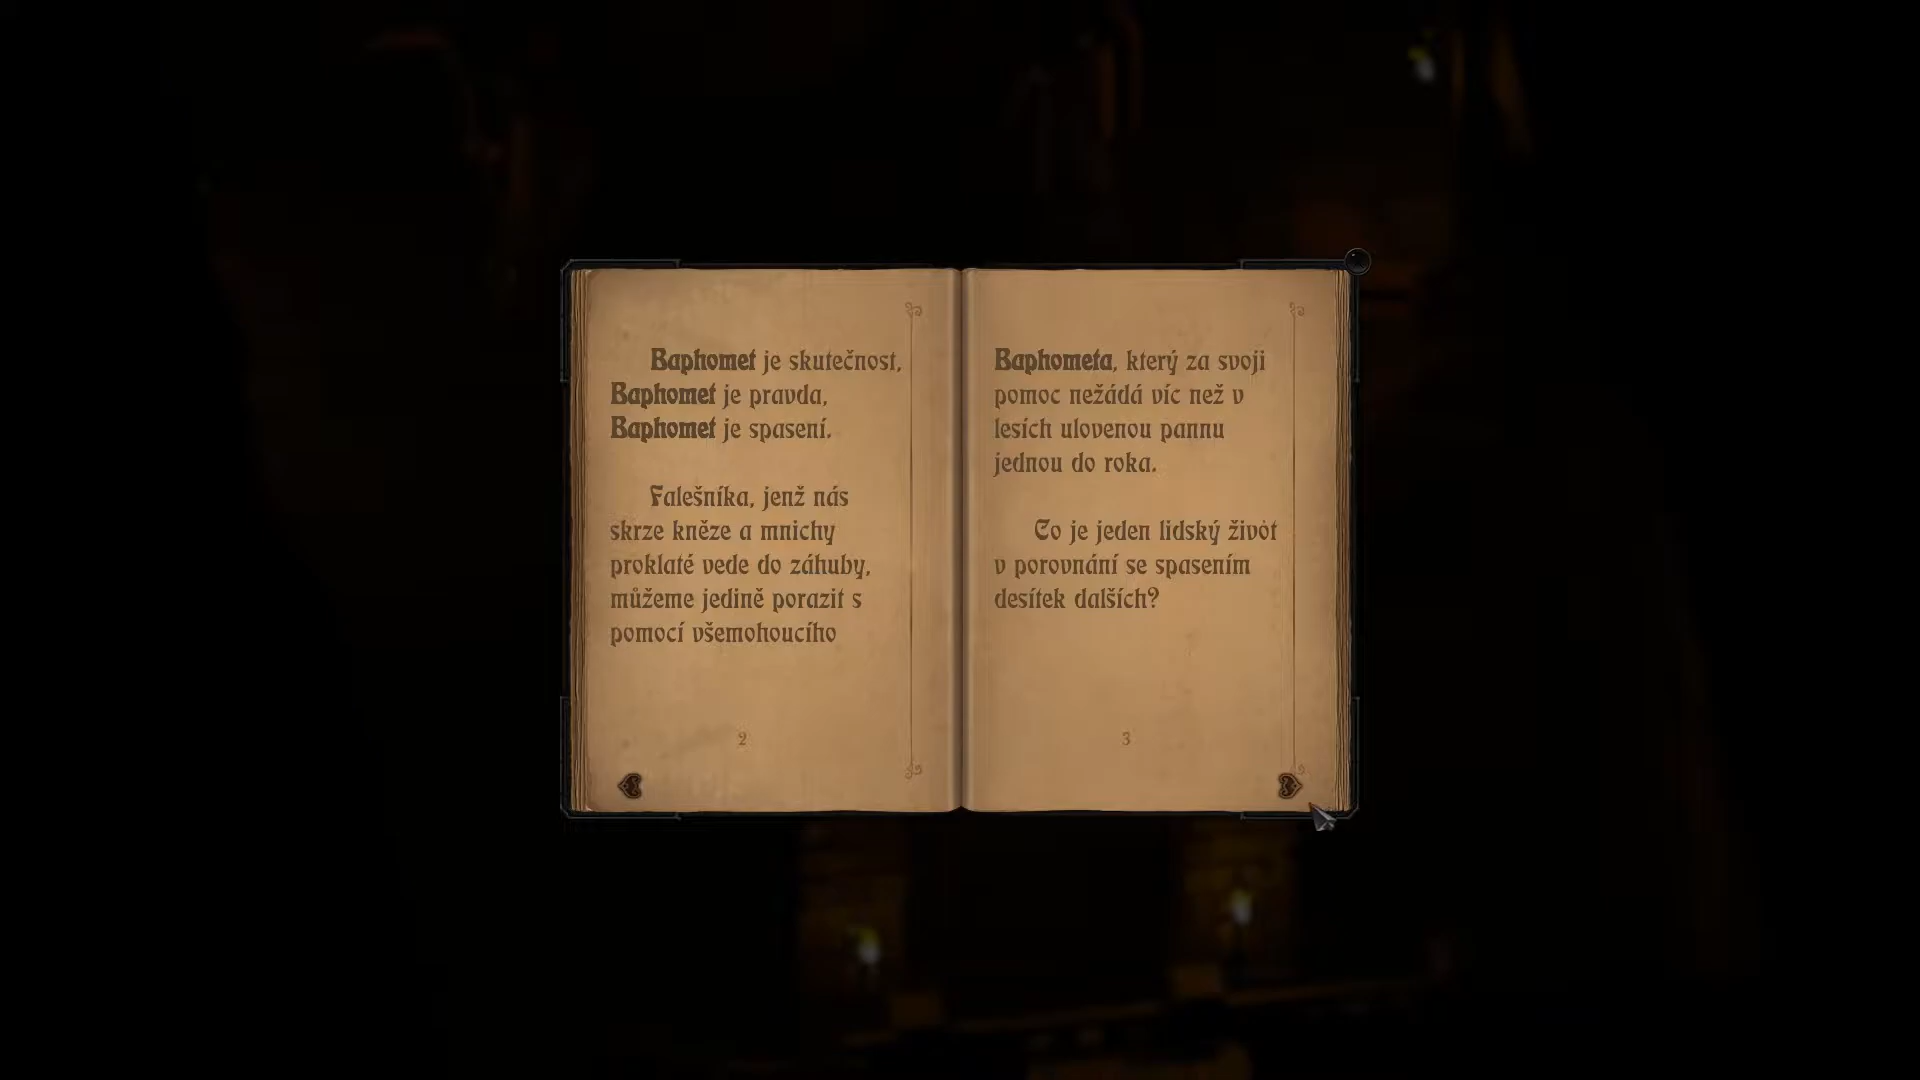 Baphomet je skutečnost,
Baphomet je pravda,
Baphomet je spasení.
Falešníka, jenž nás
skrze kněze a mnichy
proklaté vede do záhuby,
můžeme jedině porazit s
pomocí všemohoucího
2
Baphometa, který za svoji
pomoc nežádá víc než v
lesích ulovenou pannu
jednou do roka.
Co je jeden lidský život
v porovnání se spasením
desítek dalších?
3